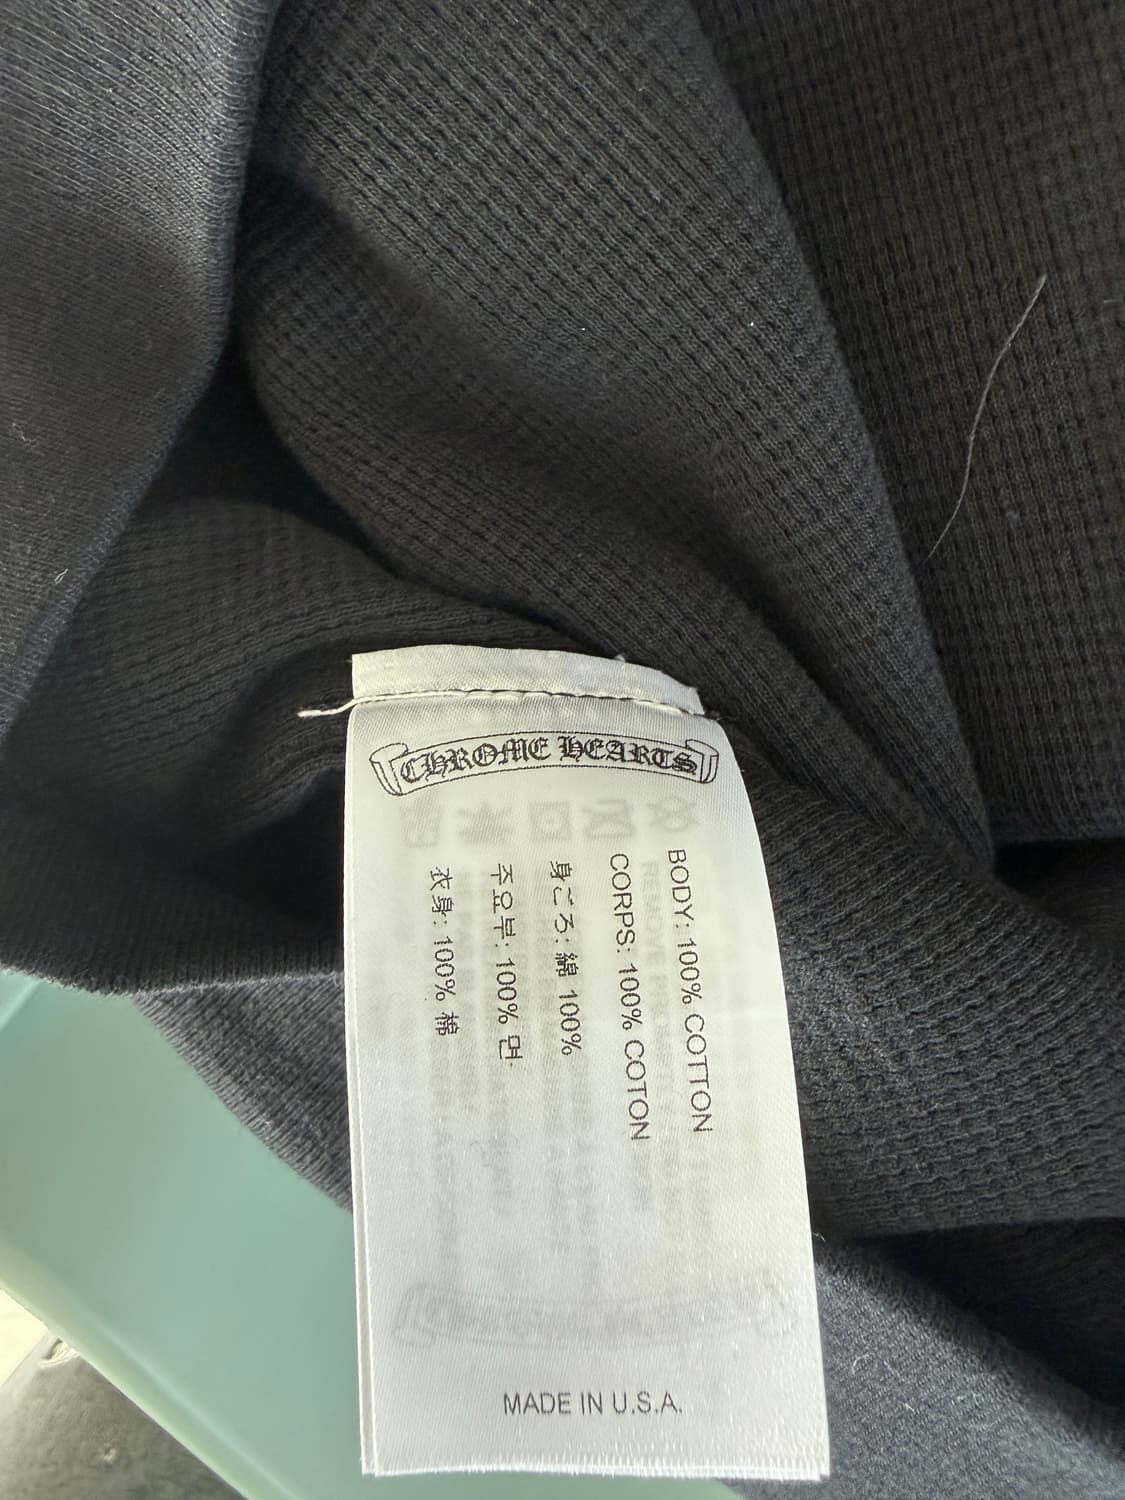 CHROME HEARTS
BODY: 100% COTTON
CORPS: 100% COTON
身ごろ: 綿 100%
주요부: 100% 면
衣身: 100% 棉
MADE IN U.S.A.